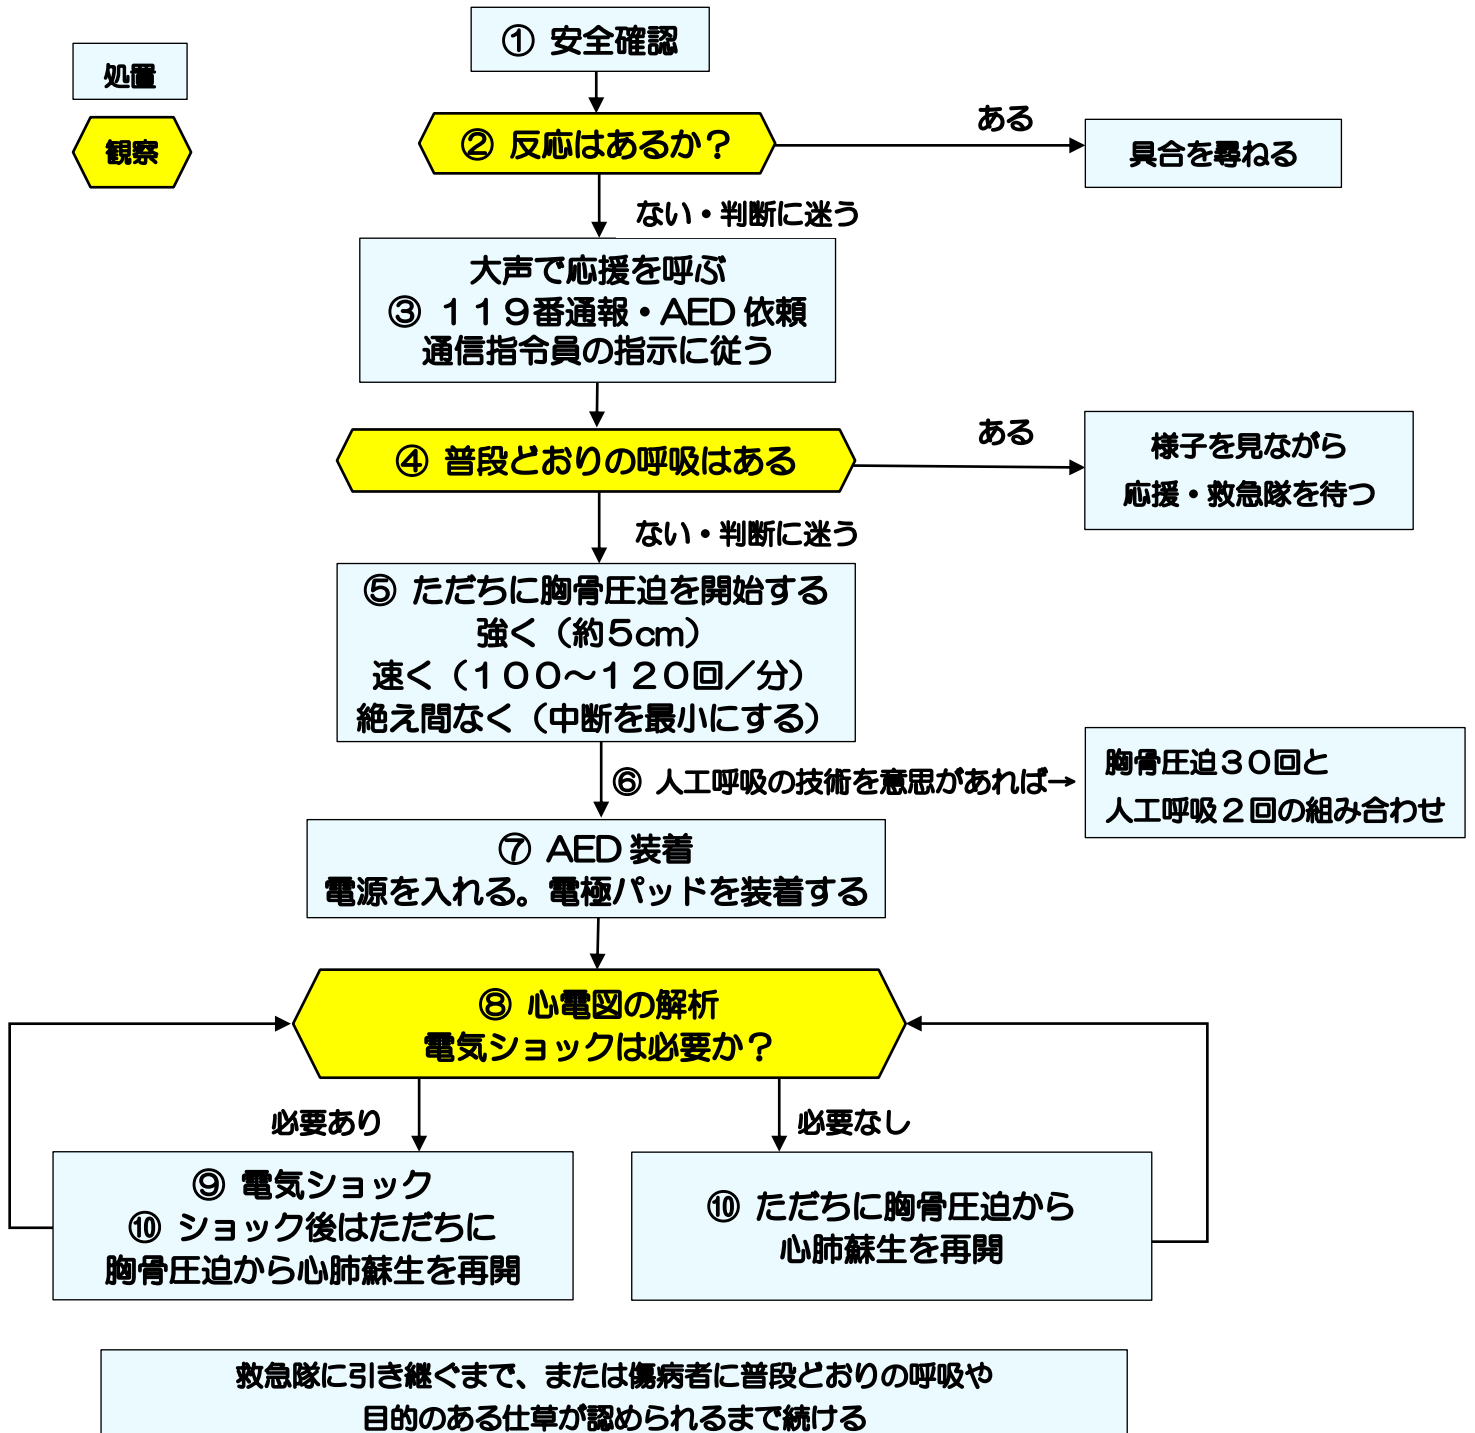 ① 安全確認
処置
観察
② 反応はあるか？
ある
具合を尋ねる
ない・判断に迷う
大声で応援を呼ぶ
③ １１９番通報・AED 依頼
通信指令員の指示に従う
④ 普段どおりの呼吸はある
ある
様子を見ながら
応援・救急隊を待つ
ない・判断に迷う
⑤ ただちに胸骨圧迫を開始する
強く（約５cm）
速く（１００～１２０回／分）
絶え間なく（中断を最小にする）
⑥ 人工呼吸の技術を意思があれば→
胸骨圧迫３０回と
人工呼吸２回の組み合わせ
⑦ AED 装着
電源を入れる。電極パッドを装着する
⑧ 心電図の解析
電気ショックは必要か？
必要あり
必要なし
⑨ 電気ショック
⑩ ショック後はただちに
胸骨圧迫から心肺蘇生を再開
⑩ ただちに胸骨圧迫から
心肺蘇生を再開
救急隊に引き継ぐまで、または傷病者に普段どおりの呼吸や
目的のある仕草が認められるまで続ける